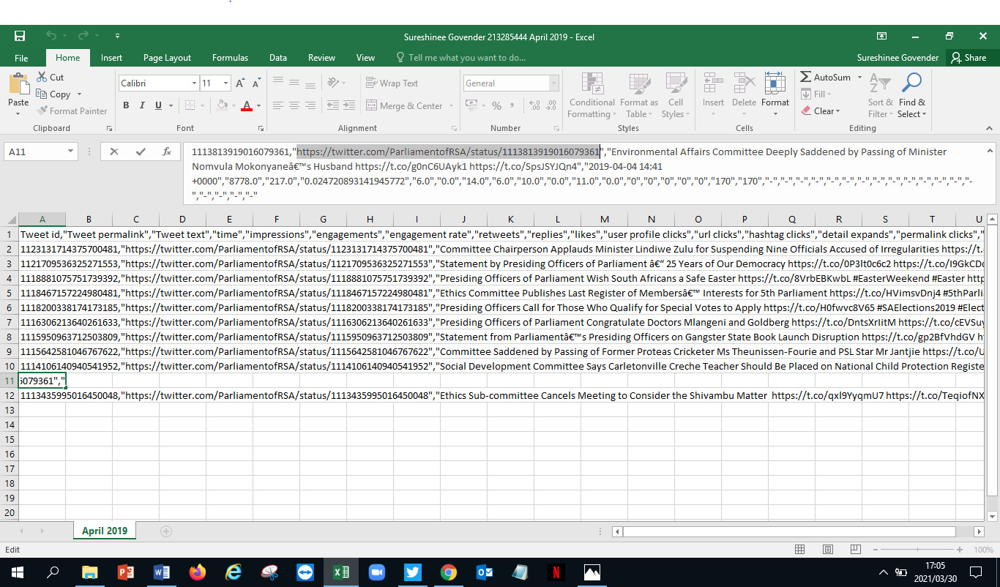 Sureshinee Govender 213285444 April 2019 - Excel
File Home Insert Page Layout Formulas Data Review View Tell me what you want to do... Sureshinee Govender Share
Cut
Copy
Format Painter
Paste
Clipboard
Calibri 11 A A
B I U A
Font
Wrap Text
Merge & Center
Alignment
General
% , .00
Number
Conditional Formatting
Format as Table
Cell Styles
Styles
Insert Delete Format
Cells
AutoSum
Fill
Clear
Sort & Filter
Find & Select
Editing
A11 fx
1113813919016079361,"https://twitter.com/ParliamentofRSA/status/1113813919016079361","Environmental Affairs Committee Deeply Saddened by Passing of Minister
Nomvula Mokonyaneâ€™s Husband https://t.co/g0nC6UAyk1 https://t.co/SpsJSYJQn4","2019-04-04 14:41
+0000","8778.0","217.0","0.024720893141945772","6.0","0.0","14.0","6.0","10.0","0.0","11.0","0.0","0","0","0","0","0","170","170","-","-","-","-","-","-","-","-","-","-","-","-","-","-
","-","-","-","-"
A B C D E F G H I J K L M N O P Q R S T U
1 Tweet id,"Tweet permalink","Tweet text","time","impressions","engagements","engagement rate","retweets","replies","likes","user profile clicks","url clicks","hashtag clicks","detail expands","permalink clicks","
2 1123131714375700481,"https://twitter.com/ParliamentofRSA/status/1123131714375700481","Committee Chairperson Applauds Minister Lindiwe Zulu for Suspending Nine Officials Accused of Irregularities https://t.
3 1121709536325271553,"https://twitter.com/ParliamentofRSA/status/1121709536325271553","Statement by Presiding Officers of Parliament â€“ 25 Years of Our Democracy https://t.co/0P3It0c6c2 https://t.co/I9GkCD
4 1118881075751739392,"https://twitter.com/ParliamentofRSA/status/1118881075751739392","Presiding Officers of Parliament Wish South Africans a Safe Easter https://t.co/8VrbEBKwbL #EasterWeekend #Easter http
5 1118467157224980481,"https://twitter.com/ParliamentofRSA/status/1118467157224980481","Ethics Committee Publishes Last Register of Membersâ€™ Interests for 5th Parliament https://t.co/HVimsvDnj4 #5thParli
6 1118200338174173185,"https://twitter.com/ParliamentofRSA/status/1118200338174173185","Presiding Officers Call for Those Who Qualify for Special Votes to Apply https://t.co/H0fwvc8V65 #SAElections2019 #Elect
7 1116306213640261633,"https://twitter.com/ParliamentofRSA/status/1116306213640261633","Presiding Officers of Parliament Congratulate Doctors Mlangeni and Goldberg https://t.co/DntsXrIitM https://t.co/cEVSuy
8 1115950963712503809,"https://twitter.com/ParliamentofRSA/status/1115950963712503809","Statement from Parliamentâ€™s Presiding Officers on Gangster State Book Launch Disruption https://t.co/gp2BfVhdGV ht
9 1115642581046767622,"https://twitter.com/ParliamentofRSA/status/1115642581046767622","Committee Saddened by Passing of Former Proteas Cricketer Ms Theunissen-Fourie and PSL Star Mr Jantjie https://t.co/U
10 1114106140940541952,"https://twitter.com/ParliamentofRSA/status/1114106140940541952","Social Development Committee Says Carletonville Creche Teacher Should Be Placed on National Child Protection Registe
11 6079361","
12 1113435995016450048,"https://twitter.com/ParliamentofRSA/status/1113435995016450048","Ethics Sub-committee Cancels Meeting to Consider the Shivambu Matter https://t.co/qxl9YyqmU7 https://t.co/TeqiofNX
13
14
15
16
17
18
19
20
April 2019
Edit 100%
17:05
2021/03/30